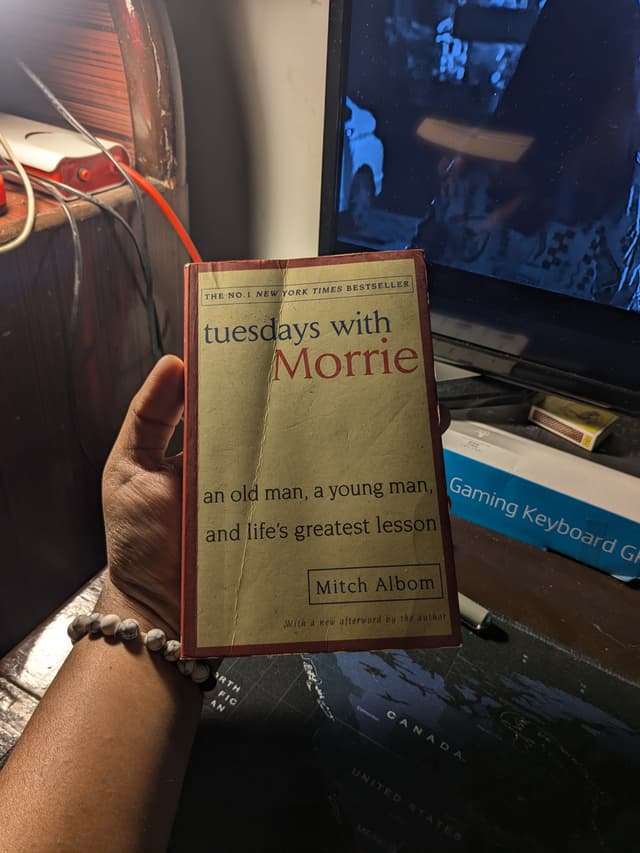 THE NO.1 NEW YORK TIMES BESTSELLER
tuesdays with
Morrie
an old man, a young man,
and life's greatest lesson
Mitch Albom
With a new afterword by the author
Gaming Keyboard
CANADA
UNITED STATES